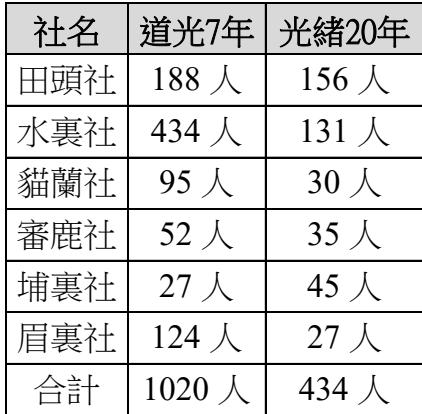 社名 道光7年 光緒20年
田頭社 188 人 156 人
水裏社 434 人 131 人
貓蘭社 95 人 30 人
審鹿社 52 人 35 人
埔裏社 27 人 45 人
眉裏社 124 人 27 人
合計 1020 人 434 人